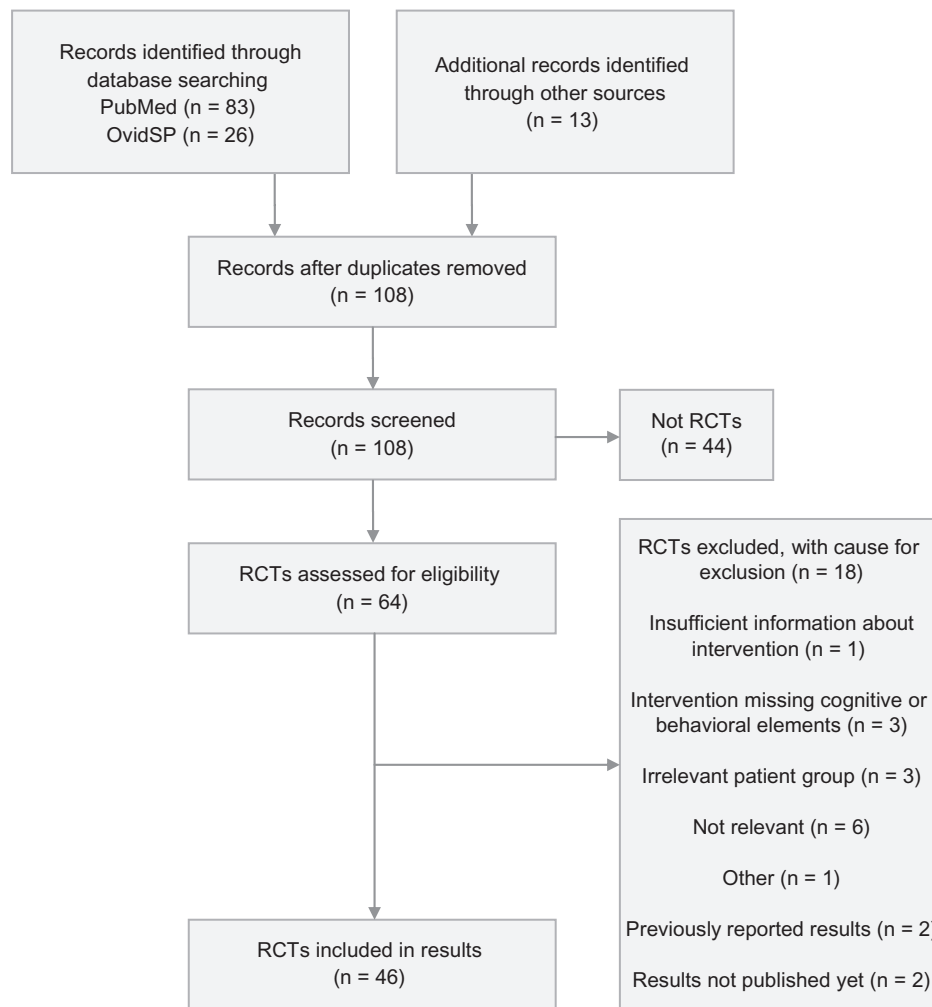 Records identified through
database searching
PubMed (n = 83)
OvidSP (n = 26)
Additional records identified
through other sources
(n = 13)
Records after duplicates removed
(n = 108)
Records screened
(n = 108)
Not RCTs
(n = 44)
RCTs assessed for eligibility
(n = 64)
RCTs excluded, with cause for
exclusion (n = 18)
Insufficient information about
intervention (n = 1)
Intervention missing cognitive or
behavioral elements (n = 3)
Irrelevant patient group (n = 3)
Not relevant (n = 6)
Other (n = 1)
Previously reported results (n = 2)
Results not published yet (n = 2)
RCTs included in results
(n = 46)